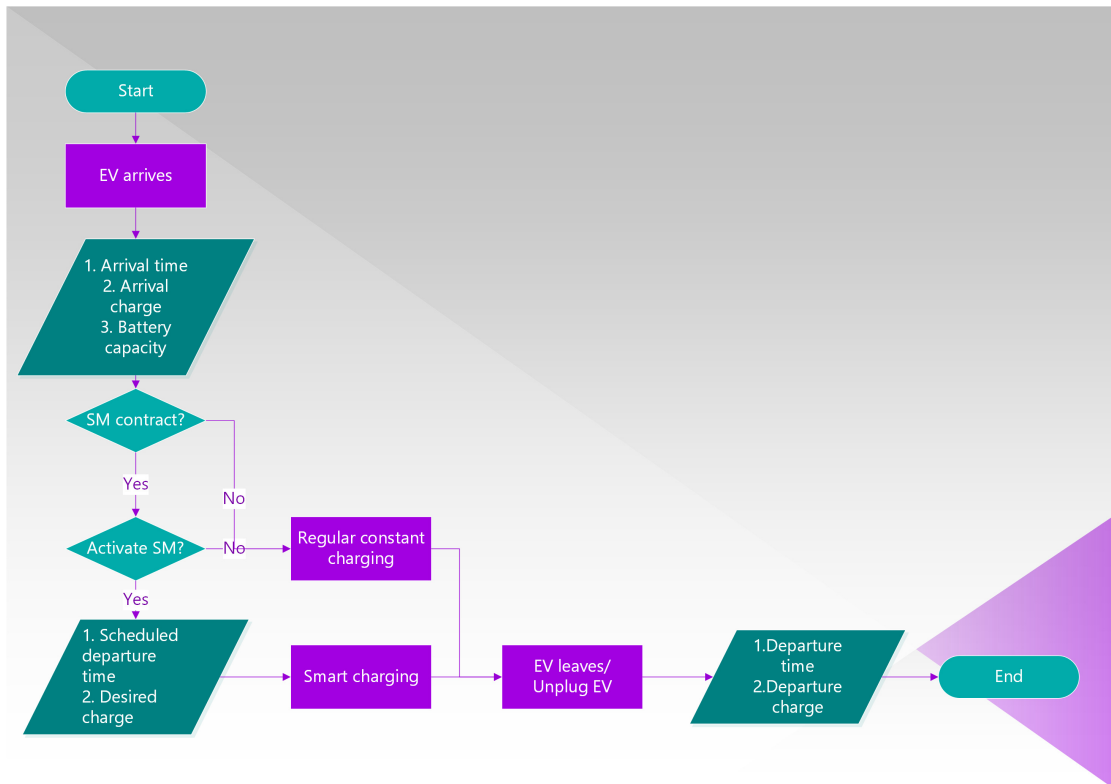 Start
EV arrives
1. Arrival time
2. Arrival
charge
3. Battery
capacity
SM contract?
Yes
No
Activate SM?
No
Regular constant
charging
Yes
1. Scheduled
departure
time
2. Desired
charge
Smart charging
EV leaves/
Unplug EV
1.Departure
time
2.Departure
charge
End